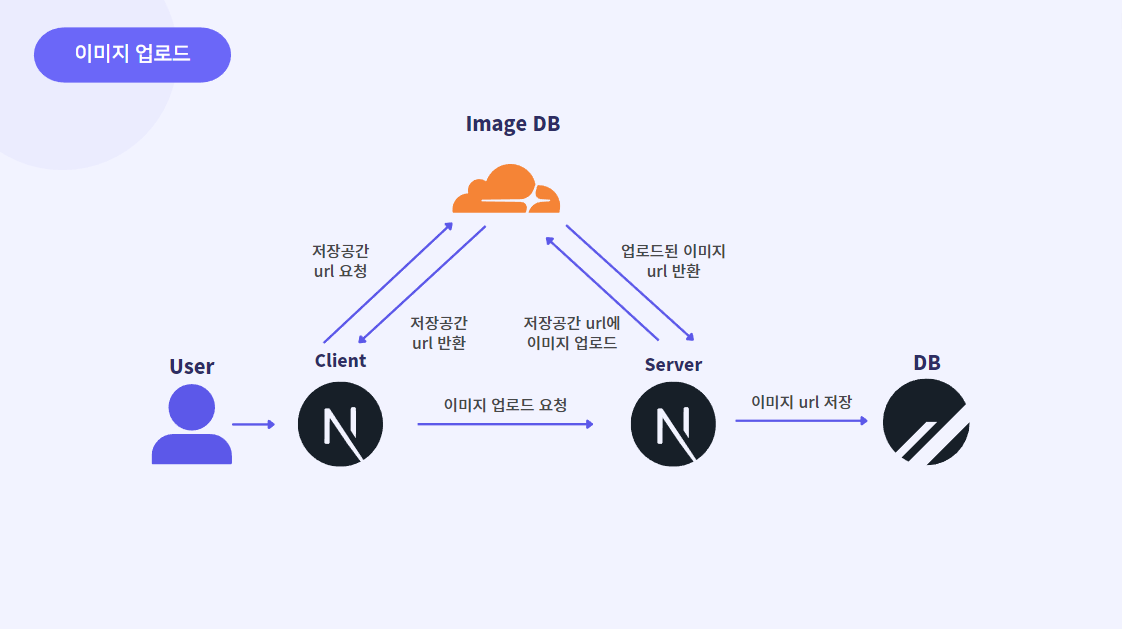 이미지 업로드
Image DB
저장공간
url 요청
업로드된 이미지
url 반환
저장공간
url 반환
저장공간 url에
이미지 업로드
User
Client
Server
DB
이미지 업로드 요청
이미지 url 저장